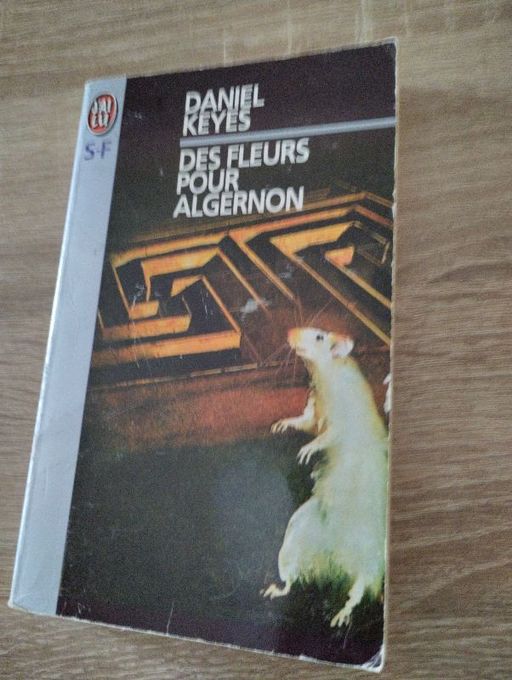 J'AI
LU
S-F
DANIEL
KEYES
DES FLEURS
POUR
ALGERNON